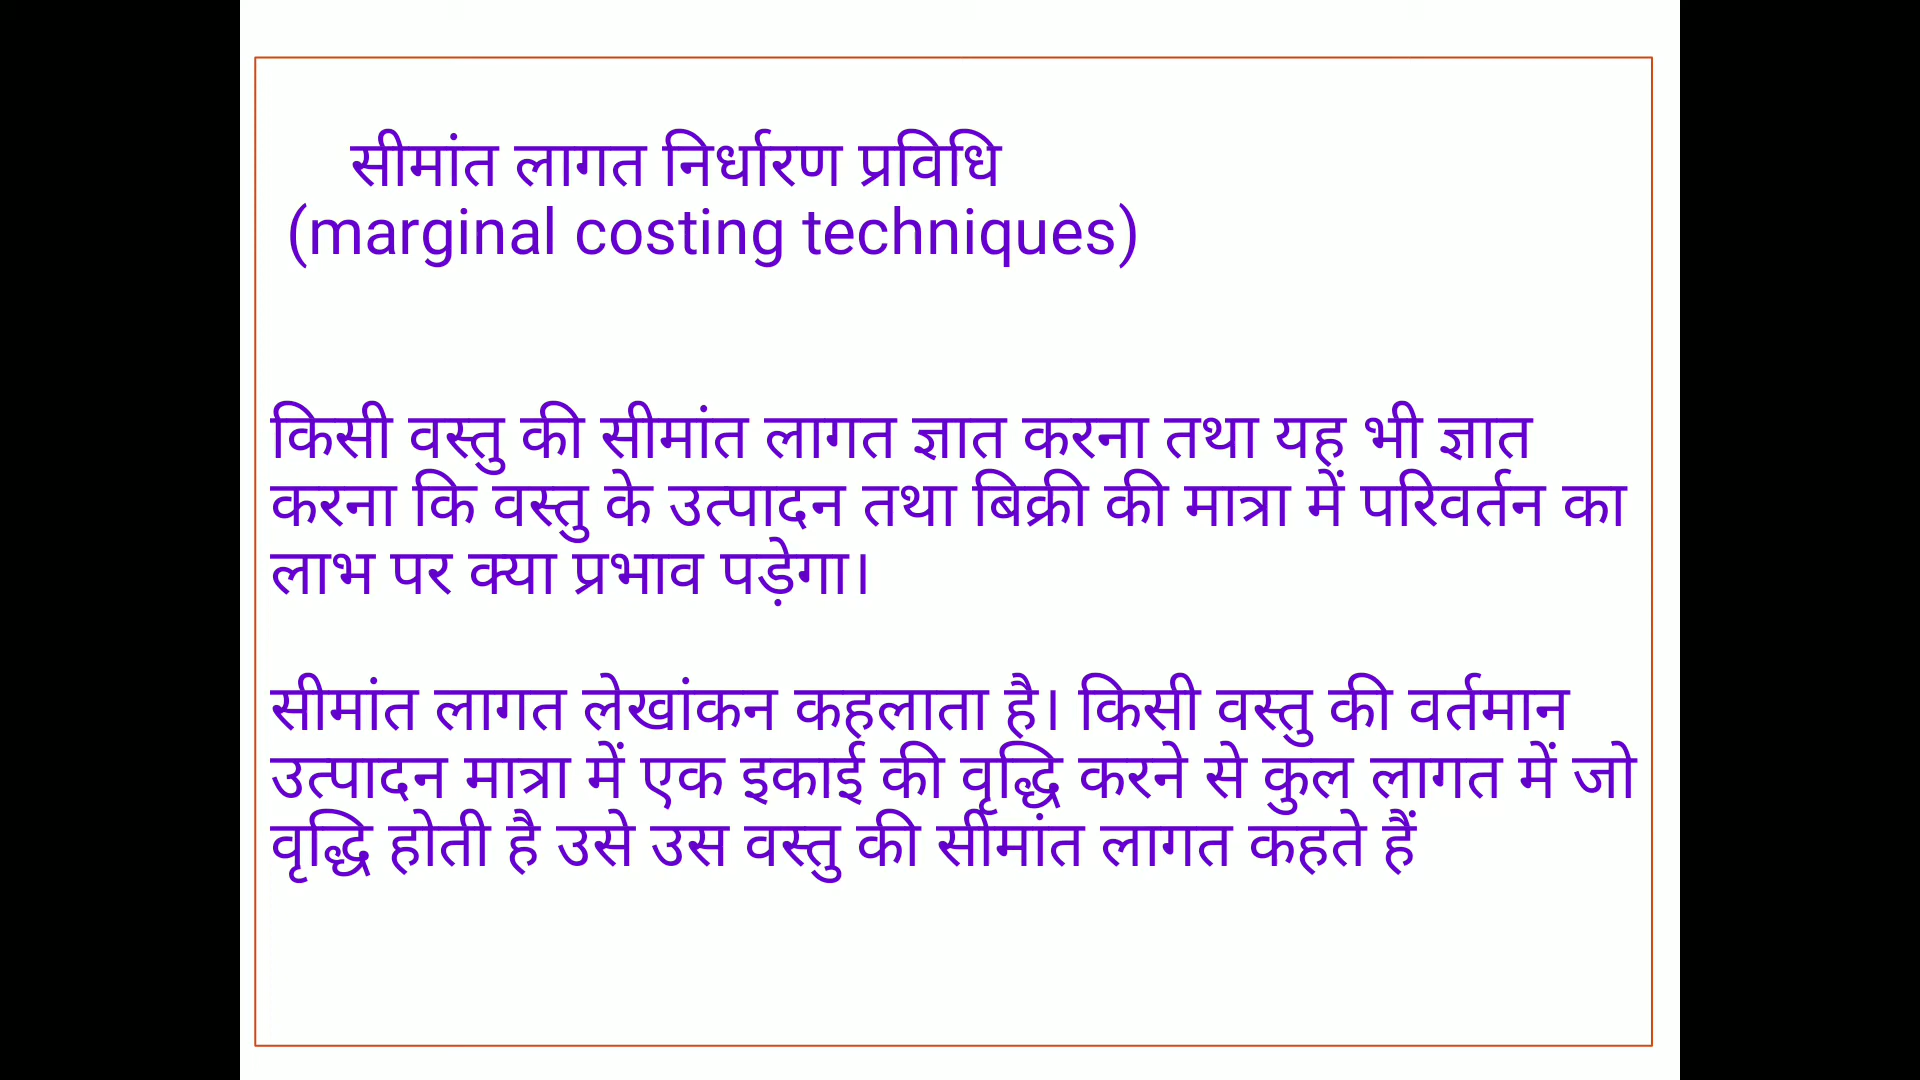 सीमांत लागत निर्धारण प्रविधि
(marginal costing techniques)
किसी वस्तु की सीमांत लागत ज्ञात करना तथा यह भी ज्ञात
करना कि वस्तु के उत्पादन तथा बिक्री की मात्रा में परिवर्तन का
लाभ पर क्या प्रभाव पड़ेगा।
सीमांत लागत लेखांकन कहलाता है। किसी वस्तु की वर्तमान
उत्पादन मात्रा में एक इकाई की वृद्धि करने से कुल लागत में जो
वृद्धि होती है उसे उस वस्तु की सीमांत लागत कहते हैं